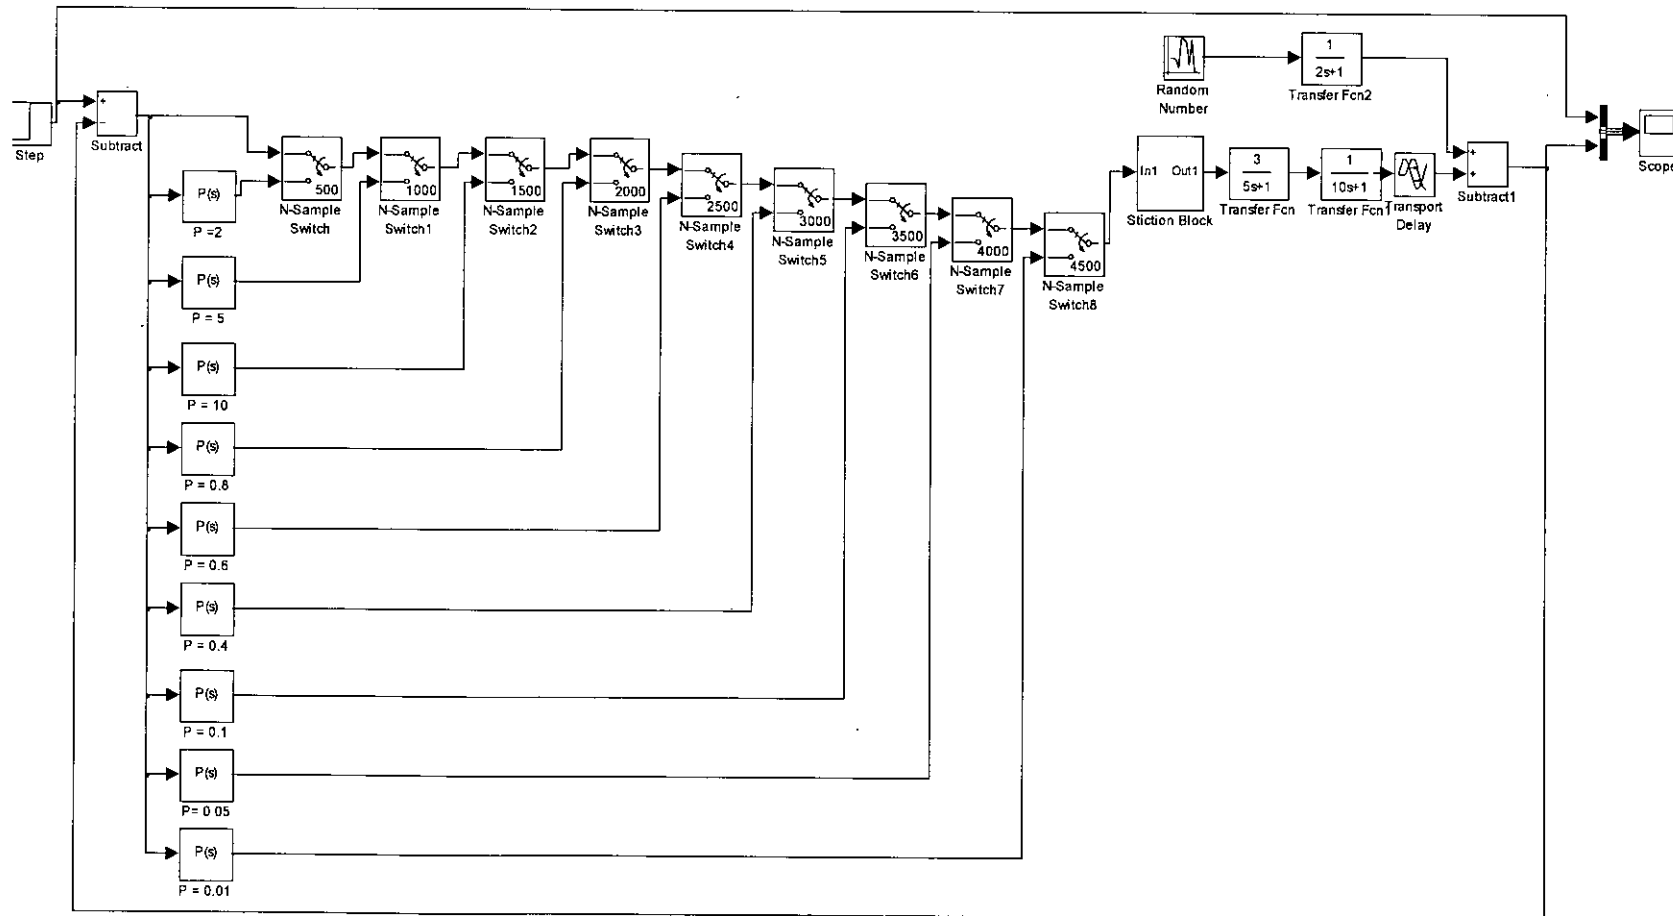 1
2s+1
Random
Number
Transfer Fcn2
+
−
Step
Subtract
500
N-Sample
Switch
1000
N-Sample
Switch1
1500
N-Sample
Switch2
2000
N-Sample
Switch3
2500
N-Sample
Switch4
3000
N-Sample
Switch5
3500
N-Sample
Switch6
4000
N-Sample
Switch7
4500
N-Sample
Switch8
In1 Out1
Stiction Block
3
5s+1
Transfer Fcn
1
10s+1
Transfer Fcn1
Transport
Delay
+
+
Subtract1
Scope
P(s)
P =2
P(s)
P = 5
P(s)
P = 10
P(s)
P = 0.8
P(s)
P = 0.6
P(s)
P = 0.4
P(s)
P = 0.1
P(s)
P= 0.05
P(s)
P = 0.01